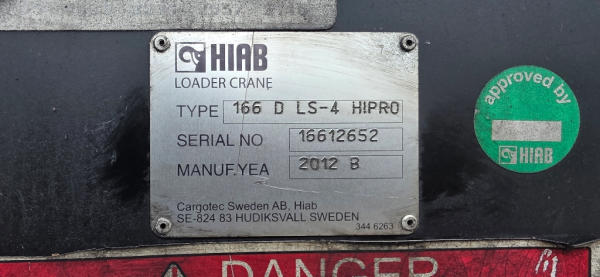 HIAB
LOADER CRANE
TYPE 166 D LS-4 HIPRO
SERIAL NO 16612652
MANUF.YEA 2012 B
Cargotec Sweden AB, Hiab
SE-824 83 HUDIKSVALL SWEDEN
344 6263
approved by
HIAB
DANGER